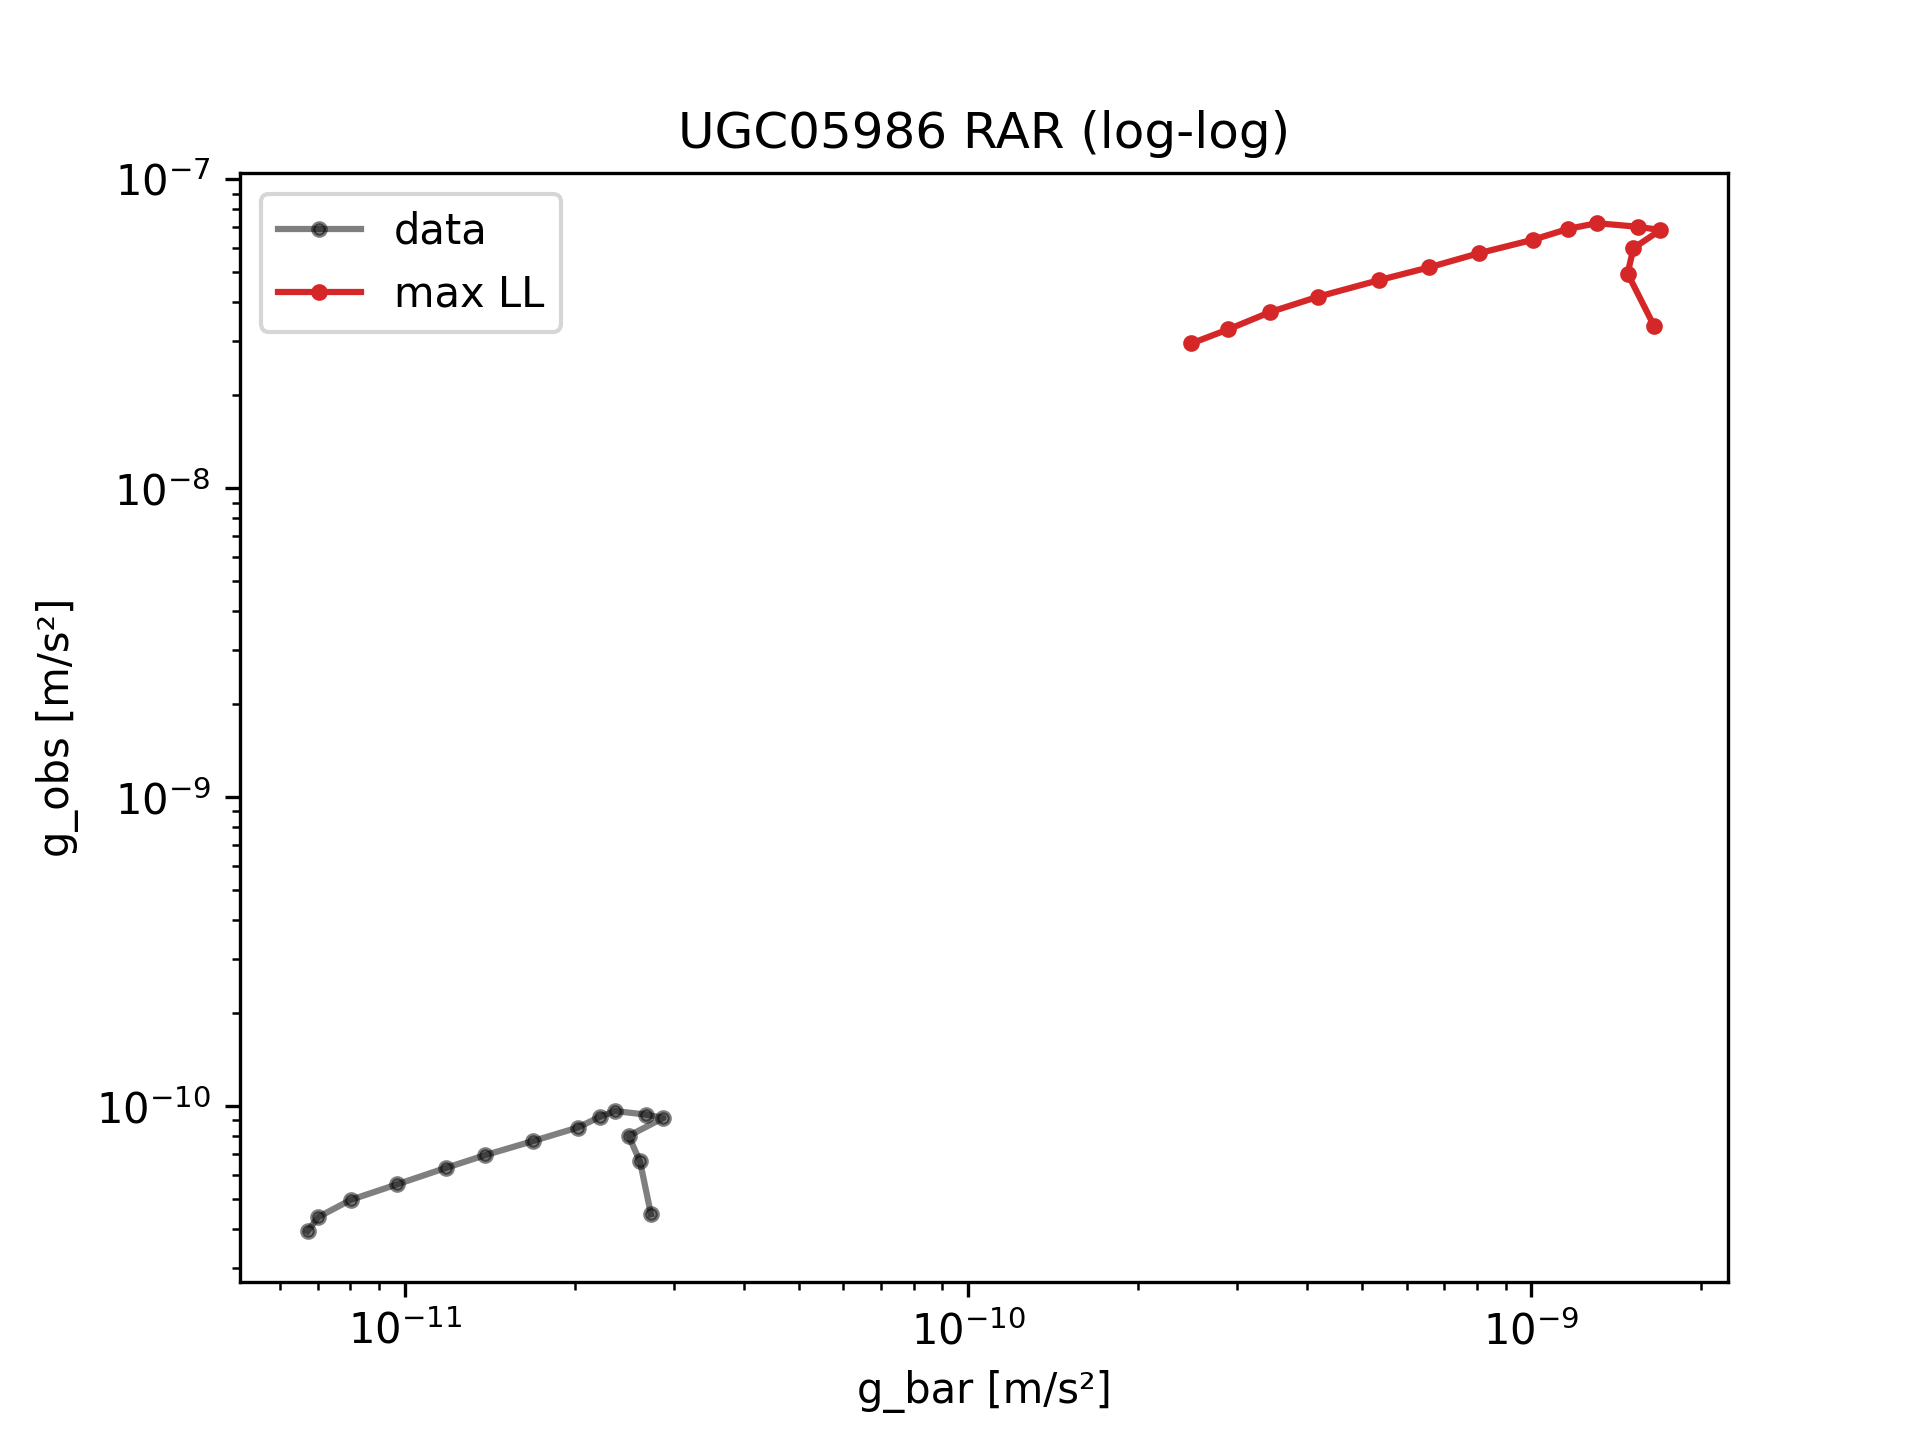 UGC05986 RAR (log-log)
10⁻⁷
10⁻⁸
10⁻⁹
10⁻¹⁰
g_obs [m/s²]
data
max LL
10⁻¹¹
10⁻¹⁰
10⁻⁹
g_bar [m/s²]